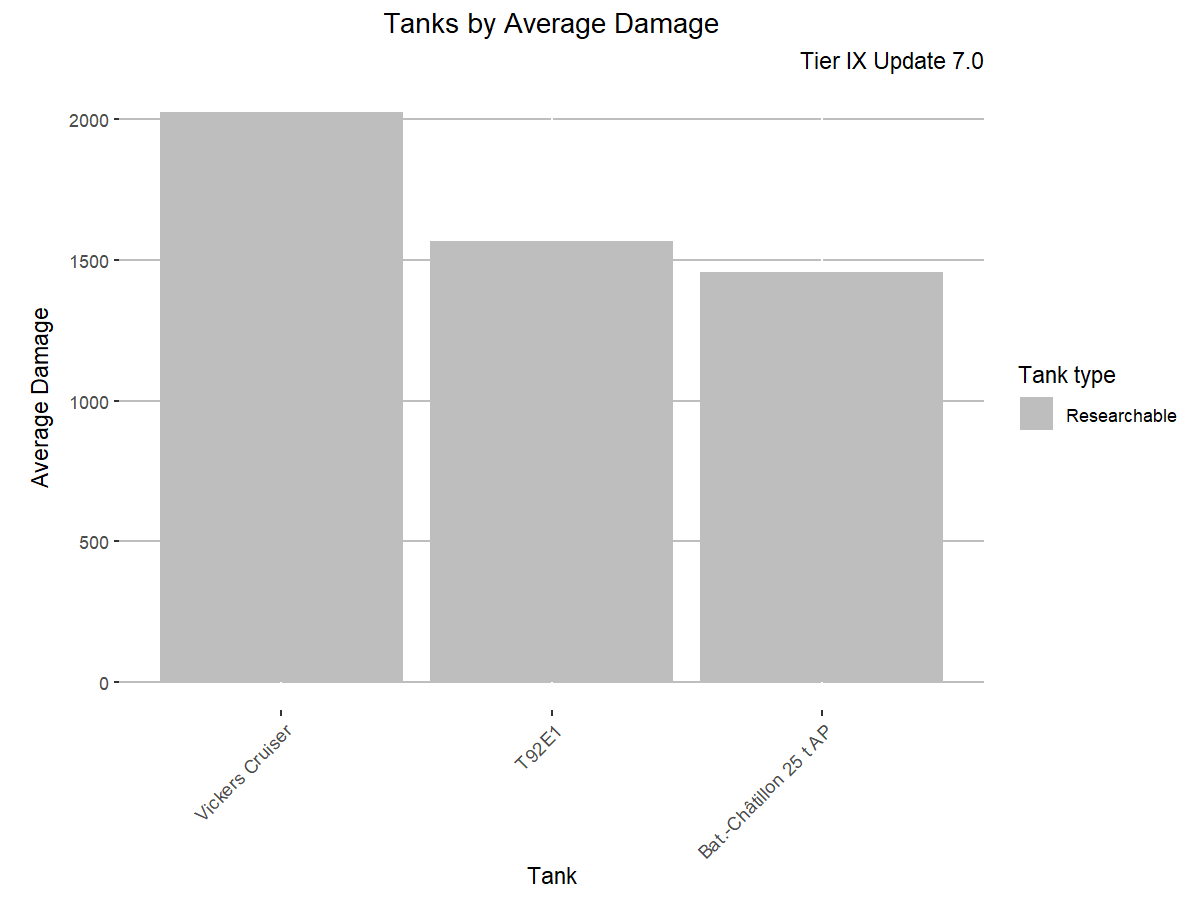 Tanks by Average Damage
Tier IX Update 7.0
Average Damage
2000
1500
1000
500
0
Vickers Cruiser
T92E1
Bat.-Châtillon 25 t AP
Tank
Tank type
Researchable